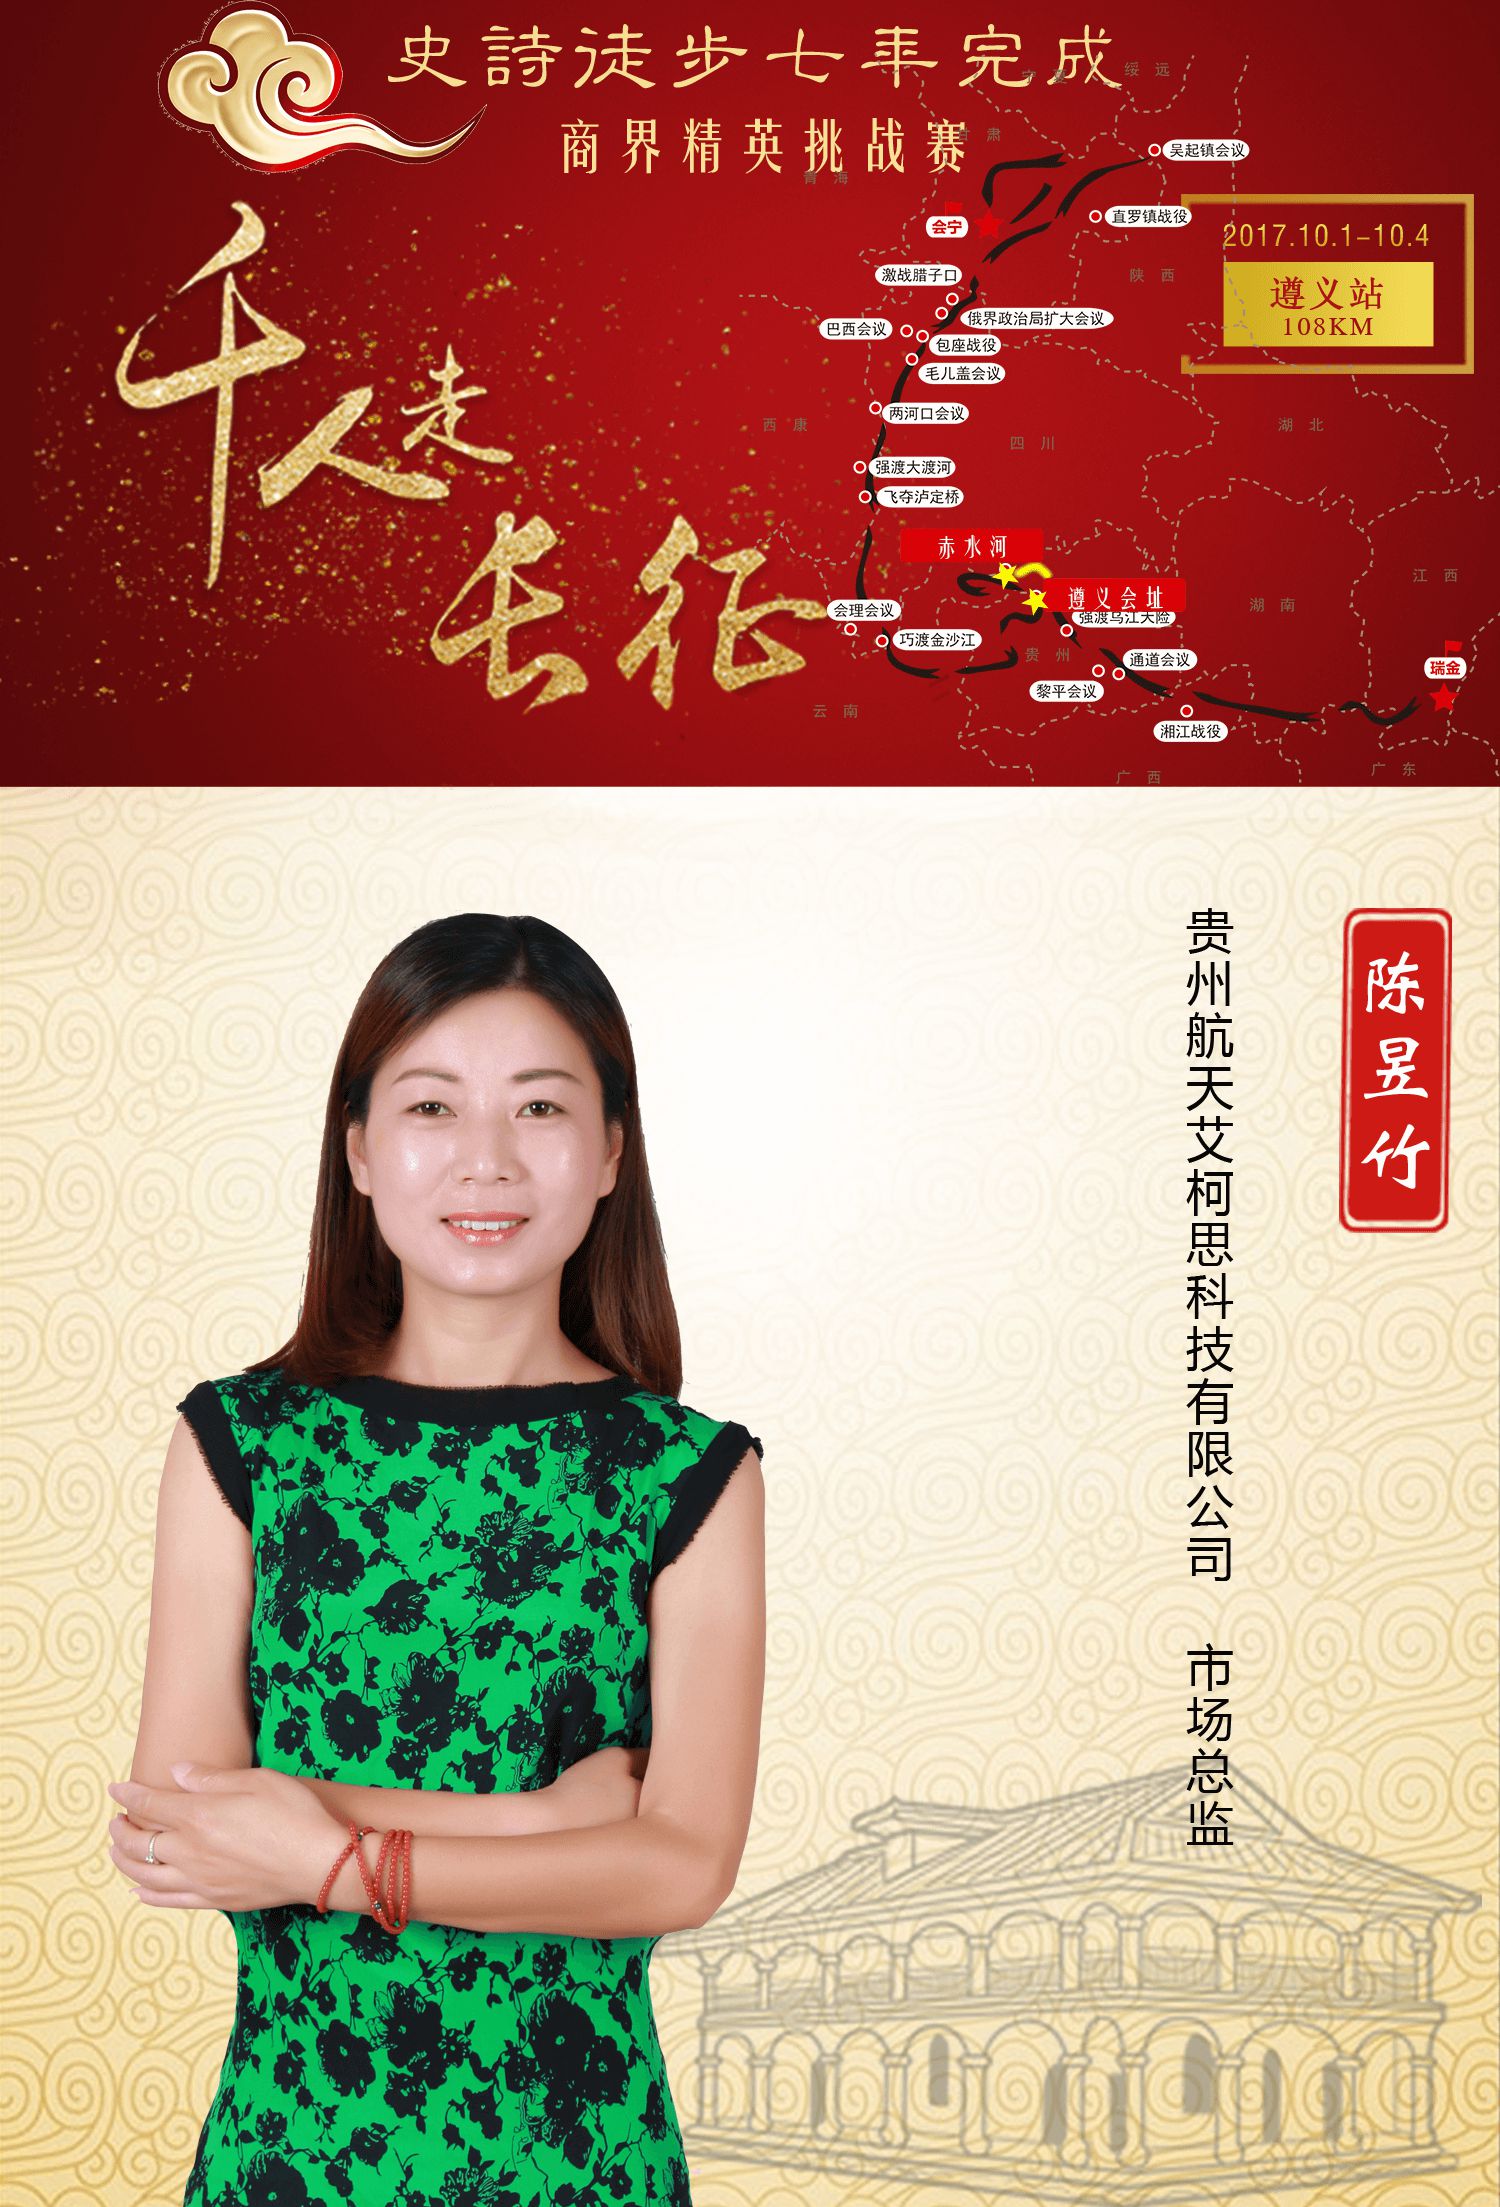 史詩徒步七年完成
商界精英挑战赛
千人走
长征
2017.10.1-10.4
遵义站
108KM
宁 夏
绥 远
甘 肃
青 海
吴起镇会议
直罗镇战役
会宁
陕 西
激战腊子口
俄界政治局扩大会议
巴西会议
包座战役
毛儿盖会议
两河口会议
西 康
四 川
湖 北
强渡大渡河
飞夺泸定桥
赤水河
遵义会址
强渡乌江天险
江 西
湖 南
会理会议
巧渡金沙江
贵 州
通道会议
黎平会议
瑞金
云 南
湘江战役
广 西
广 东
陈昱竹
贵州航天艾柯思科技有限公司 市场总监